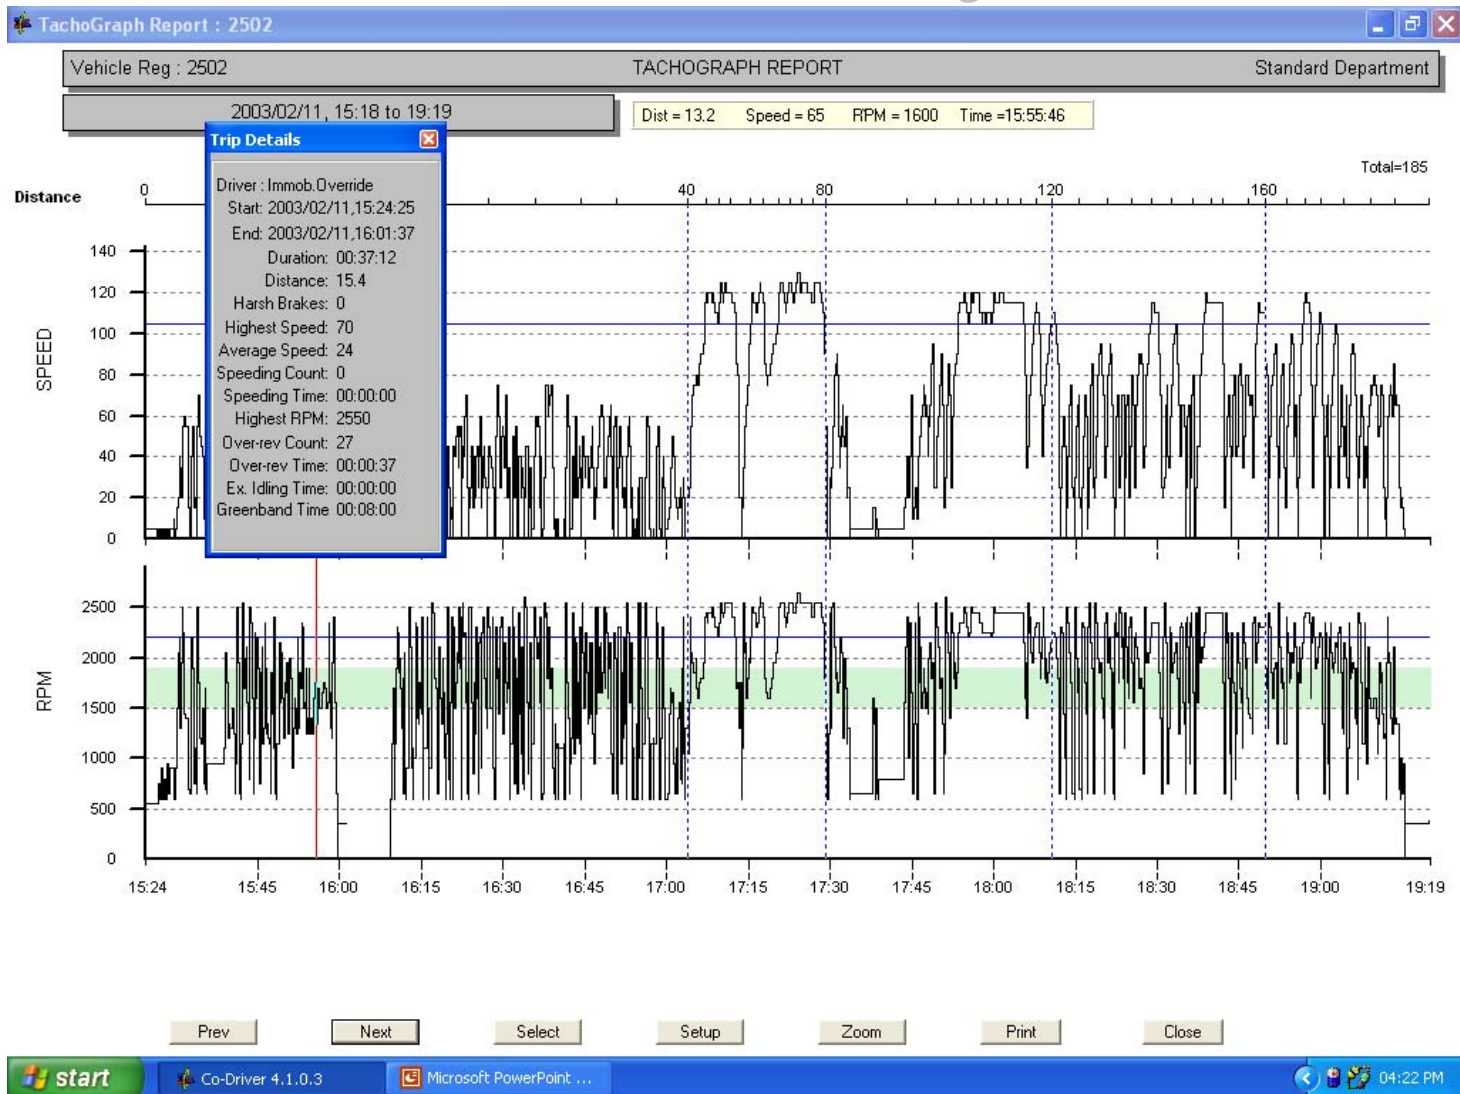 TachoGraph Report : 2502
Vehicle Reg : 2502 TACHOGRAPH REPORT Standard Department
2003/02/11, 15:18 to 19:19
Dist = 13.2 Speed = 65 RPM = 1600 Time =15:55:46
Trip Details
Driver : Immob.Override
Start: 2003/02/11,15:24:25
End: 2003/02/11,16:01:37
Duration: 00:37:12
Distance: 15.4
Harsh Brakes: 0
Highest Speed: 70
Average Speed: 24
Speeding Count: 0
Speeding Time: 00:00:00
Highest RPM: 2550
Over-rev Count: 27
Over-rev Time: 00:00:37
Ex. Idling Time: 00:00:00
Greenband Time 00:08:00
Total=185
Distance 0 40 80 120 160
SPEED
140
120
100
80
60
40
20
0
RPM
2500
2000
1500
1000
500
0
15:24 15:45 16:00 16:15 16:30 16:45 17:00 17:15 17:30 17:45 18:00 18:15 18:30 18:45 19:00 19:19
Prev Next Select Setup Zoom Print Close
start Co-Driver 4.1.0.3 Microsoft PowerPoint ... 04:22 PM